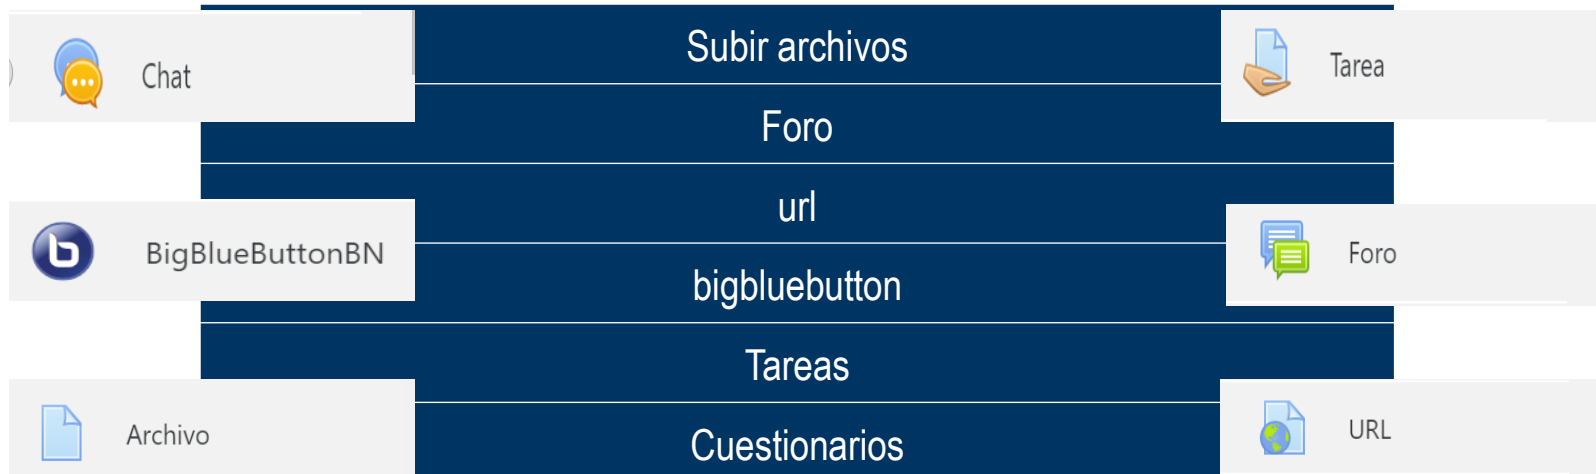 Subir archivos
Chat
Tarea
Foro
url
BigBlueButtonBN
Foro
bigbluebutton
Tareas
Archivo
URL
Cuestionarios